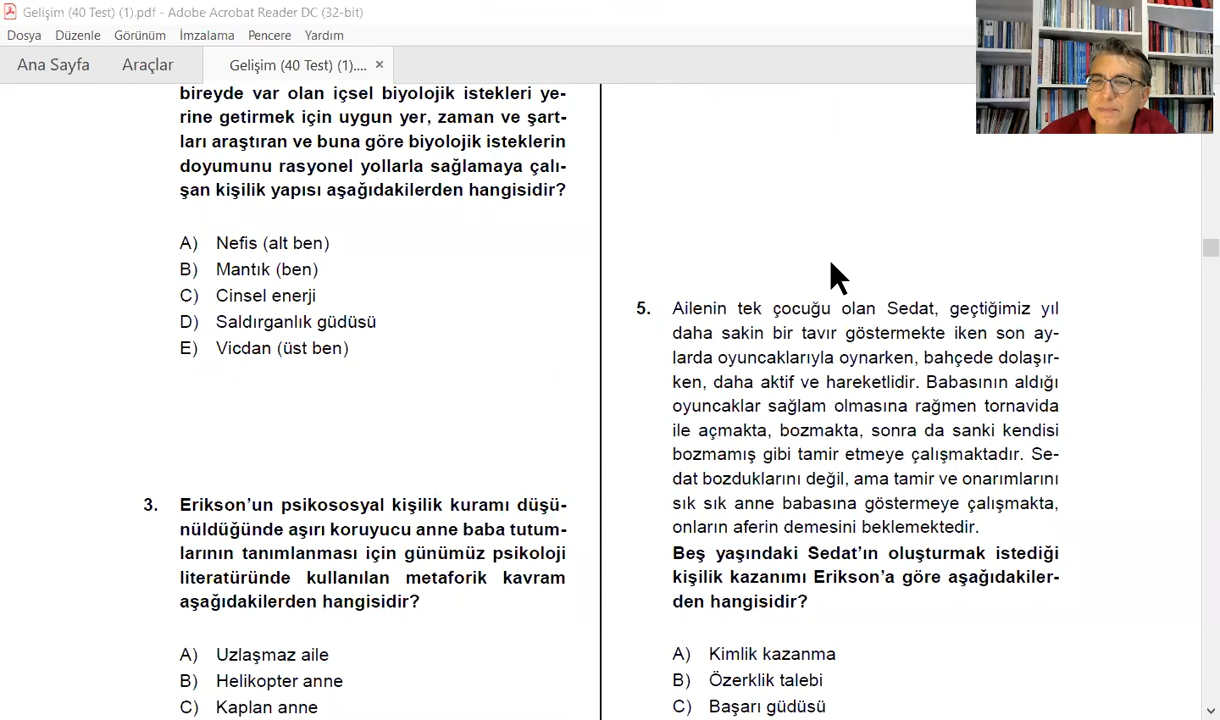 Gelişim (40 Test) (1).pdf - Adobe Acrobat Reader DC (32-bit)
Dosya Düzenle Görünüm İmzalama Pencere Yardım
Ana Sayfa Araçlar Gelişim (40 Test) (1).... ×
bireyde var olan içsel biyolojik istekleri ye-
rine getirmek için uygun yer, zaman ve şart-
ları araştıran ve buna göre biyolojik isteklerin
doyumunu rasyonel yollarla sağlamaya çalı-
şan kişilik yapısı aşağıdakilerden hangisidir?
A) Nefis (alt ben)
B) Mantık (ben)
C) Cinsel enerji
D) Saldırganlık güdüsü
E) Vicdan (üst ben)
3. Erikson’un psikososyal kişilik kuramı düşü-
nüldüğünde aşırı koruyucu anne baba tutum-
larının tanımlanması için günümüz psikoloji
literatüründe kullanılan metaforik kavram
aşağıdakilerden hangisidir?
A) Uzlaşmaz aile
B) Helikopter anne
C) Kaplan anne
5. Ailenin tek çocuğu olan Sedat, geçtiğimiz yıl
daha sakin bir tavır göstermekte iken son ay-
larda oyuncaklarıyla oynarken, bahçede dolaşır-
ken, daha aktif ve hareketlidir. Babasının aldığı
oyuncaklar sağlam olmasına rağmen tornavida
ile açmakta, bozmakta, sonra da sanki kendisi
bozmamış gibi tamir etmeye çalışmaktadır. Se-
dat bozduklarını değil, ama tamir ve onarımlarını
sık sık anne babasına göstermeye çalışmakta,
onların aferin demesini beklemektedir.
Beş yaşındaki Sedat’ın oluşturmak istediği
kişilik kazanımı Erikson’a göre aşağıdakiler-
den hangisidir?
A) Kimlik kazanma
B) Özerklik talebi
C) Başarı güdüsü